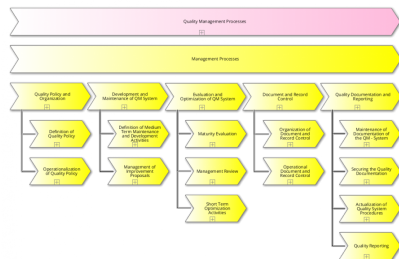 Quality Management Processes
Management Processes
Quality Policy and
Organization
Development and
Maintenance of QM System
Evaluation and
Optimization of QM System
Document and Record
Control
Quality Documentation and
Reporting
Definition of
Quality Policy
Definition of Medium
Term Maintenance
and Development
Activities
Maturity Evaluation
Organization of
Document and
Record Control
Maintenance of
Documentation of
the QM - System
Operationalization
of Quality Policy
Management of
Improvement
Proposals
Management Review
Operational
Document and
Record Control
Securing the Quality
Documentation
Short Term
Optimization
Activities
Actualization of
Quality System
Procedures
Quality Reporting